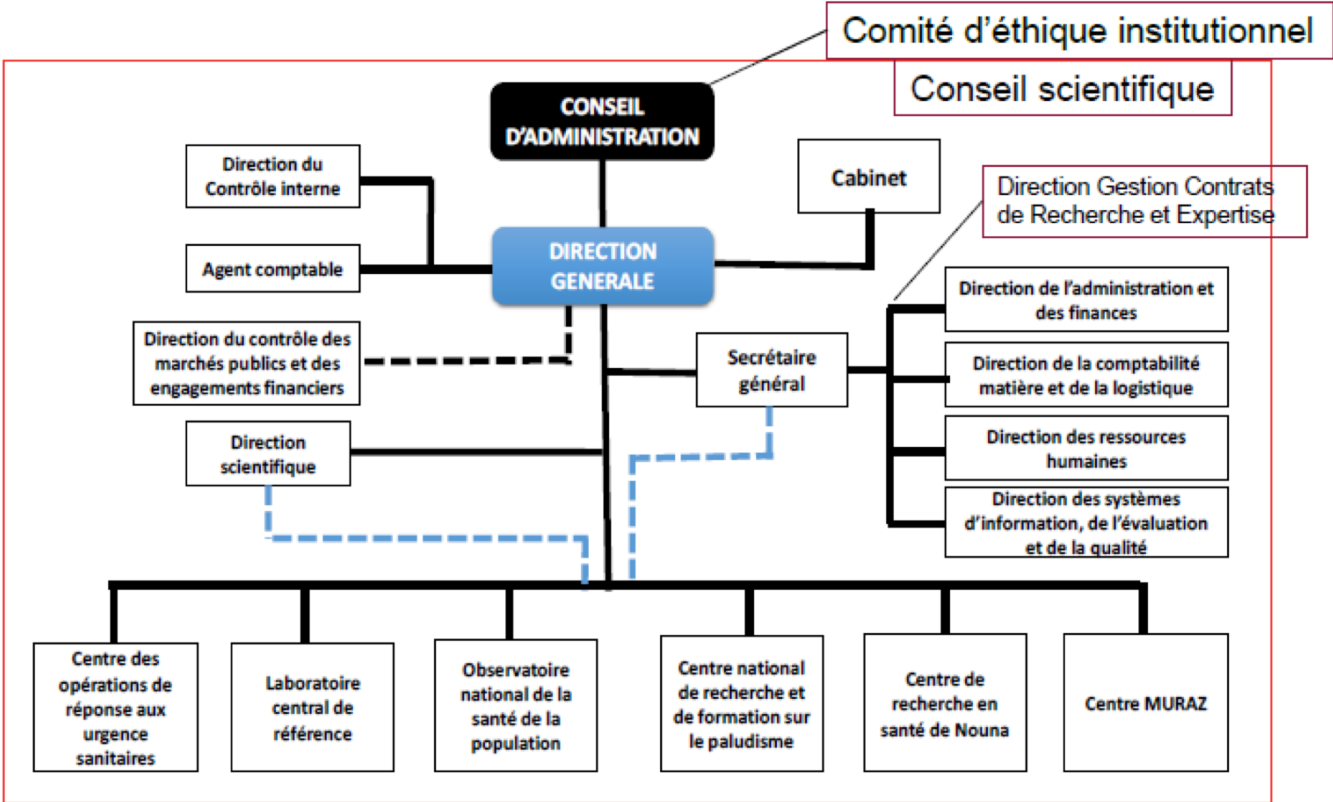 Comité d'éthique institutionnel
Conseil scientifique
CONSEIL
D'ADMINISTRATION
Direction du
Contrôle interne
Cabinet
Direction Gestion Contrats
de Recherche et Expertise
Agent comptable
DIRECTION
GENERALE
Direction de l'administration et
des finances
Direction du contrôle des
marchés publics et des
engagements financiers
Secrétaire
général
Direction de la comptabilité
matière et de la logistique
Direction
scientifique
Direction des ressources
humaines
Direction des systèmes
d'information, de l'évaluation
et de la qualité
Centre des
opérations de
réponse aux
urgence
sanitaires
Laboratoire
central de
référence
Observatoire
national de la
santé de la
population
Centre national
de recherche et
de formation sur
le paludisme
Centre de
recherche en
santé de Nouna
Centre MURAZ